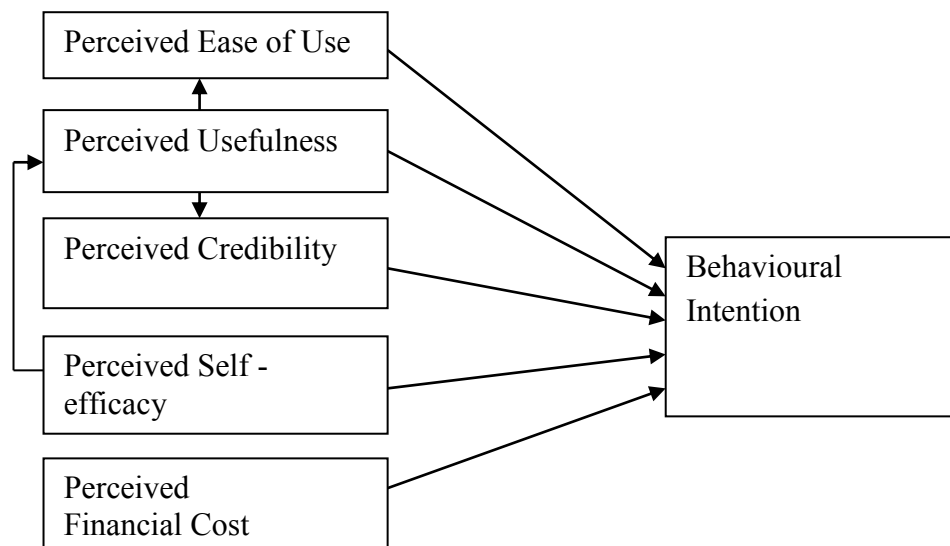 Perceived Ease of Use
Perceived Usefulness
Perceived Credibility
Perceived Self -
efficacy
Perceived
Financial Cost
Behavioural
Intention